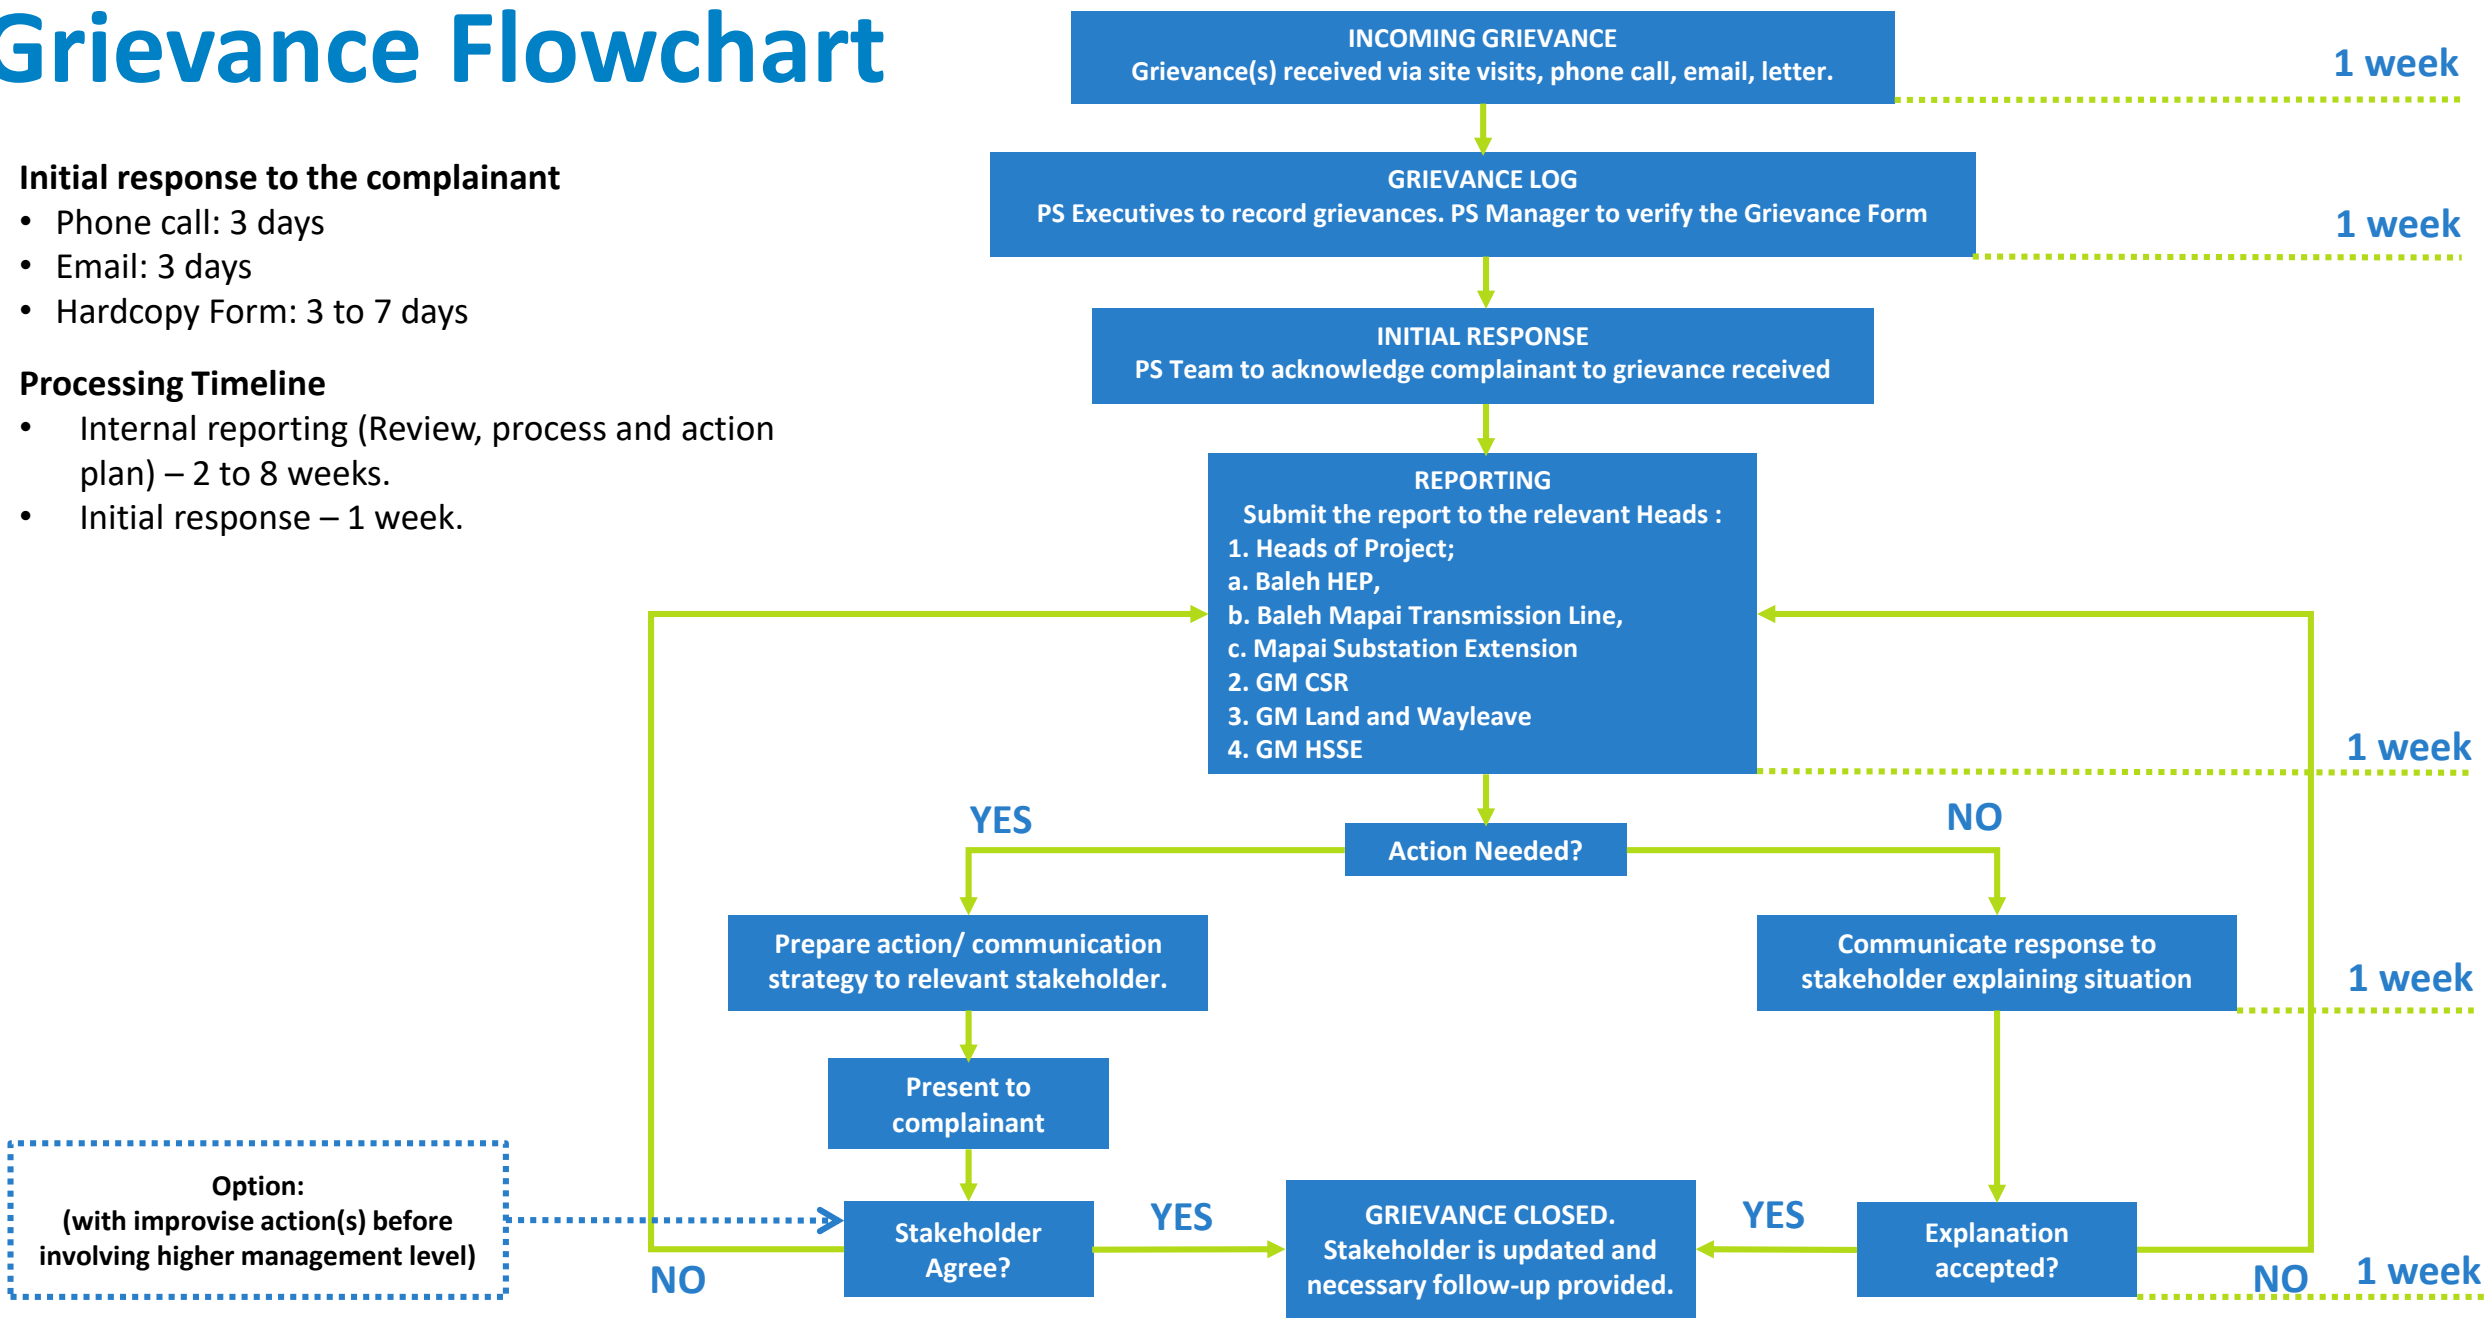 Grievance Flowchart
Initial response to the complainant
• Phone call: 3 days
• Email: 3 days
• Hardcopy Form: 3 to 7 days
Processing Timeline
• Internal reporting (Review, process and action
plan) – 2 to 8 weeks.
• Initial response – 1 week.
INCOMING GRIEVANCE
Grievance(s) received via site visits, phone call, email, letter.
1 week
GRIEVANCE LOG
PS Executives to record grievances. PS Manager to verify the Grievance Form
1 week
INITIAL RESPONSE
PS Team to acknowledge complainant to grievance received
REPORTING
Submit the report to the relevant Heads :
1. Heads of Project;
a. Baleh HEP,
b. Baleh Mapai Transmission Line,
c. Mapai Substation Extension
2. GM CSR
3. GM Land and Wayleave
4. GM HSSE
1 week
YES
NO
Action Needed?
Prepare action/ communication
strategy to relevant stakeholder.
Communicate response to
stakeholder explaining situation
1 week
Present to
complainant
Option:
(with improvise action(s) before
involving higher management level)
Stakeholder
Agree?
NO
YES
GRIEVANCE CLOSED.
Stakeholder is updated and
necessary follow-up provided.
YES
Explanation
accepted?
NO
1 week